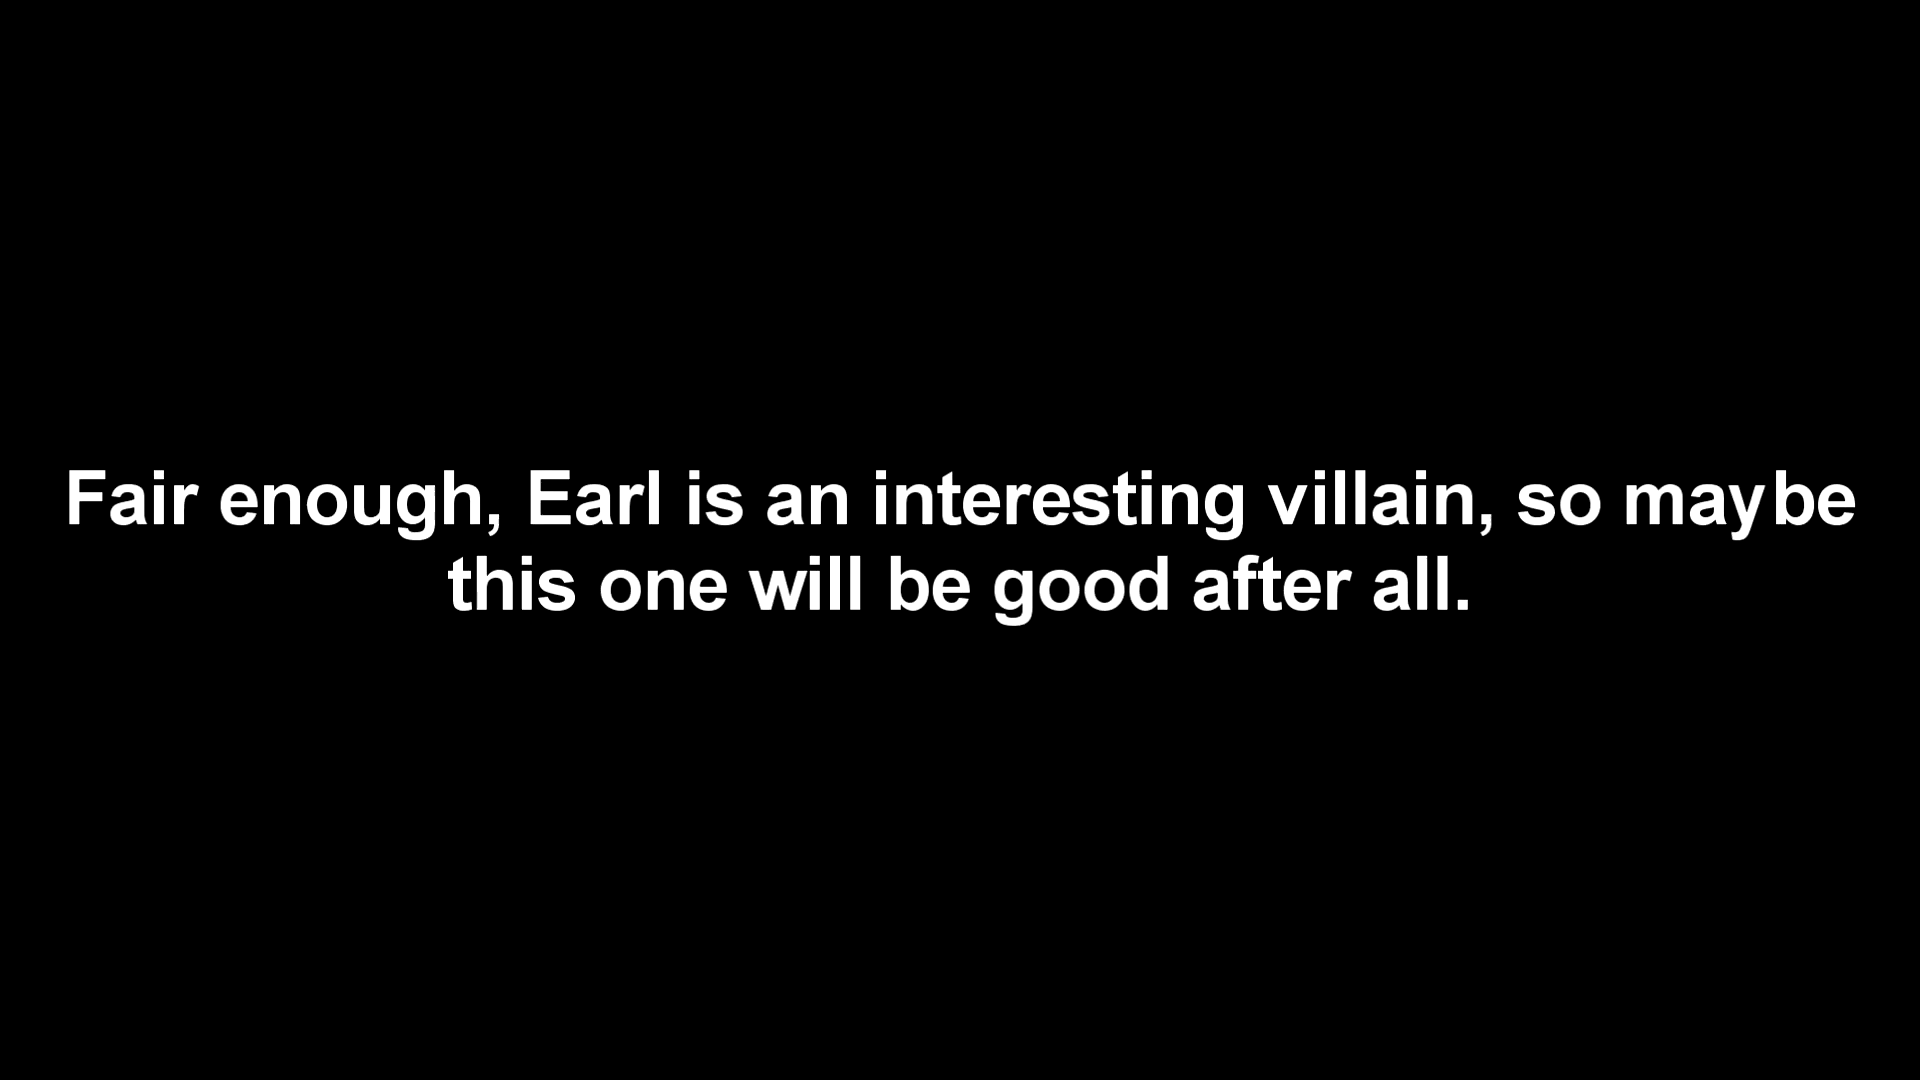 Fair enough, Earl is an interesting villain, so maybe
this one will be good after all.